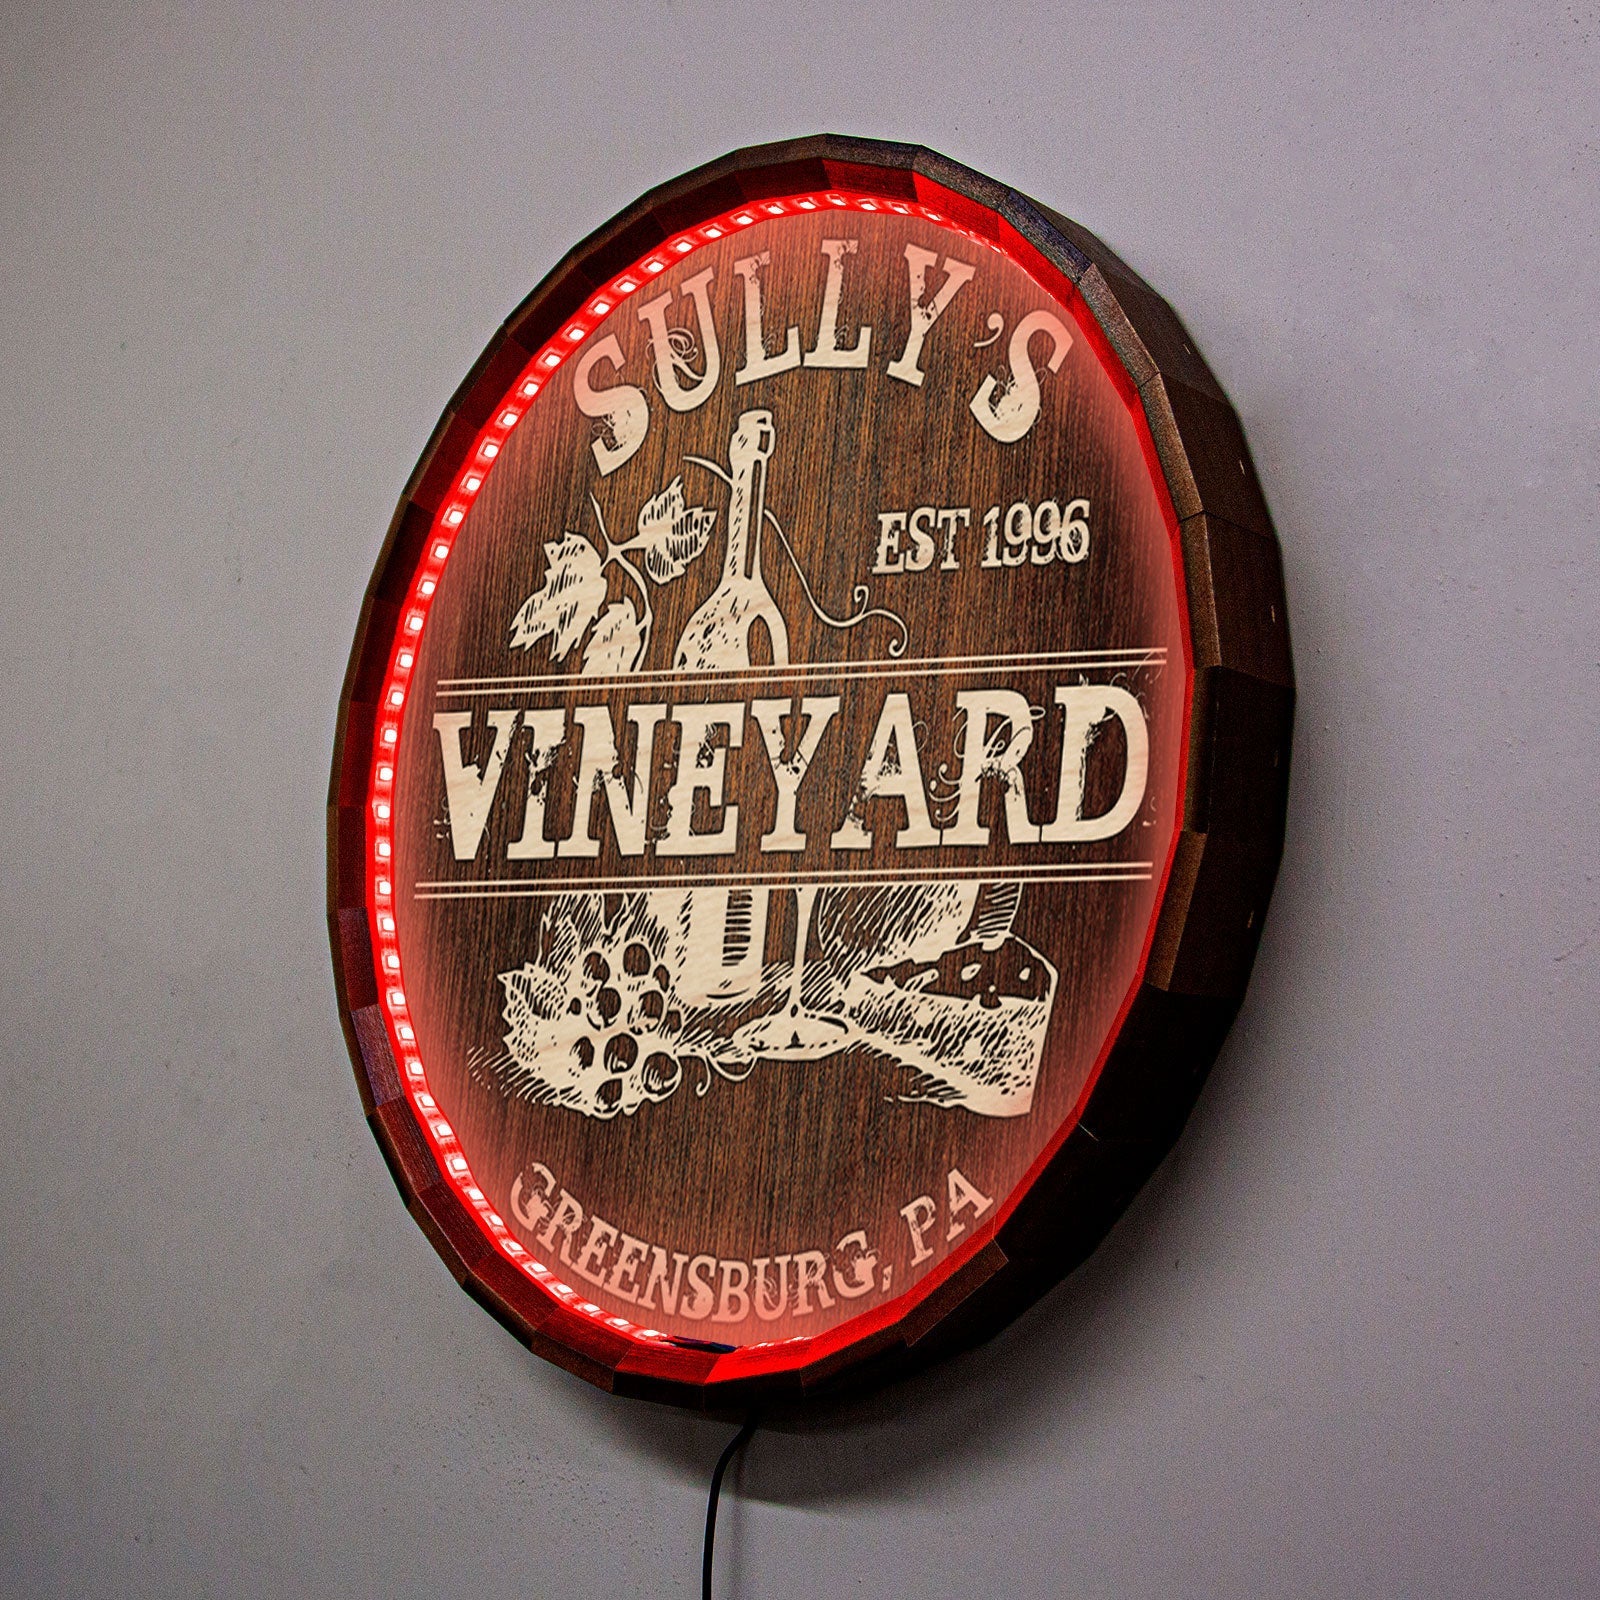 SULLY'S
EST 1996
VINEYARD
GREENSBURG, PA